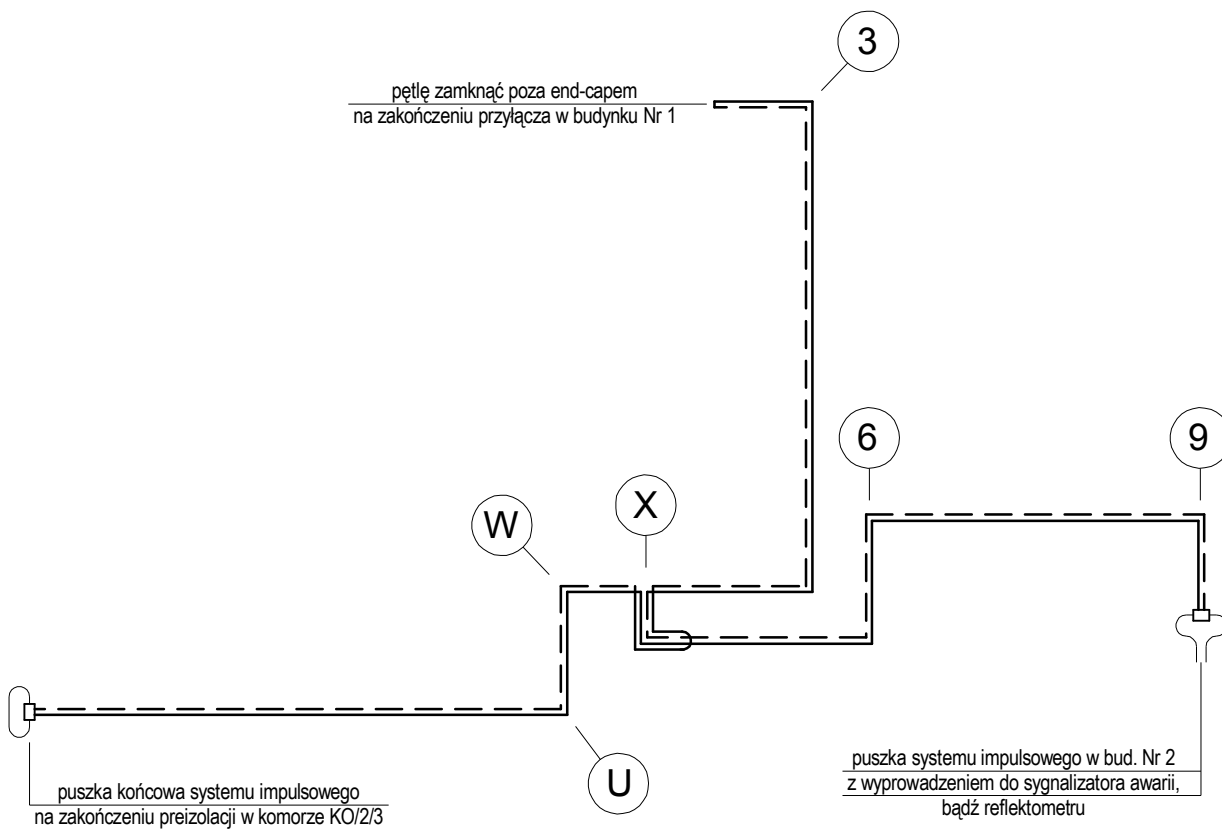 3
pętlę zamknąć poza end-capem
na zakończeniu przyłącza w budynku Nr 1
6
9
X
W
U
puszka systemu impulsowego w bud. Nr 2
z wyprowadzeniem do sygnalizatora awarii,
bądź reflektometru
puszka końcowa systemu impulsowego
na zakończeniu preizolacji w komorze KO/2/3